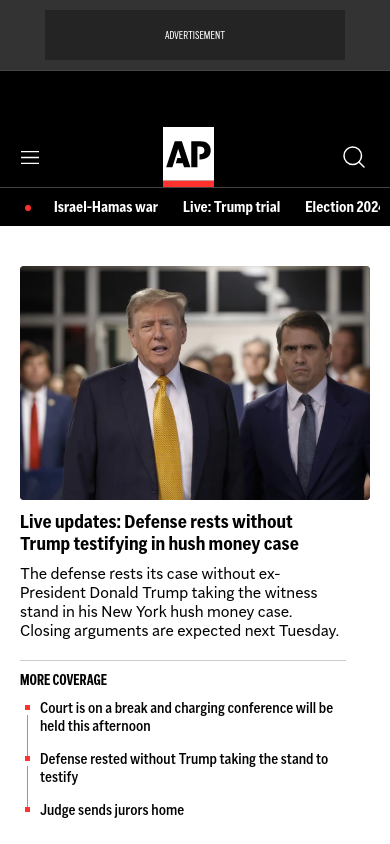 ADVERTISEMENT
AP
Israel-Hamas war Live: Trump trial Election 2024
Live updates: Defense rests without
Trump testifying in hush money case
The defense rests its case without ex-
President Donald Trump taking the witness
stand in his New York hush money case.
Closing arguments are expected next Tuesday.
MORE COVERAGE
Court is on a break and charging conference will be
held this afternoon
Defense rested without Trump taking the stand to
testify
Judge sends jurors home